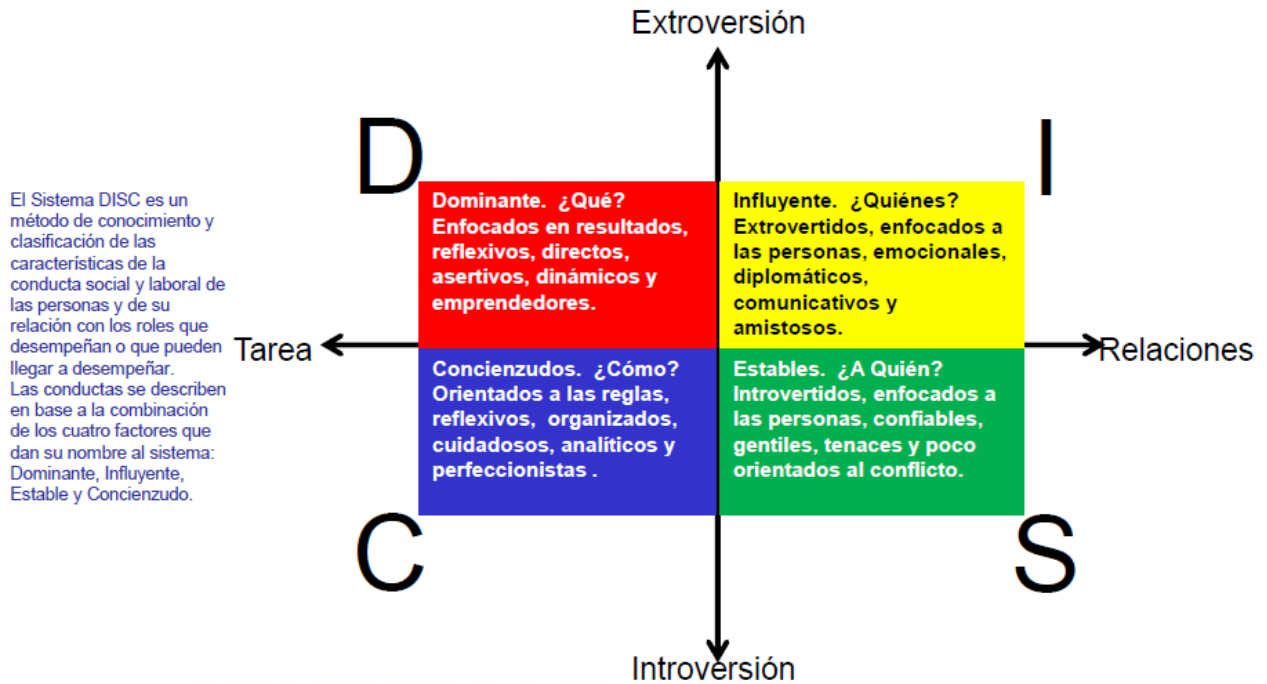 Extroversión
D
I
El Sistema DISC es un
método de conocimiento y
clasificación de las
características de la
conducta social y laboral de
las personas y de su
relación con los roles que
desempeñan o que pueden
llegar a desempeñar.
Las conductas se describen
en base a la combinación
de los cuatro factores que
dan su nombre al sistema:
Dominante, Influyente,
Estable y Concienzudo.
Dominante. ¿Qué?
Enfocados en resultados,
reflexivos, directos,
asertivos, dinámicos y
emprendedores.
Influyente. ¿Quiénes?
Extrovertidos, enfocados a
las personas, emocionales,
diplomáticos,
comunicativos y
amistosos.
Tarea
Relaciones
Concienzudos. ¿Cómo?
Orientados a las reglas,
reflexivos, organizados,
cuidadosos, analíticos y
perfeccionistas .
Estables. ¿A Quién?
Introvertidos, enfocados a
las personas, confiables,
gentiles, tenaces y poco
orientados al conflicto.
C
S
Introversión